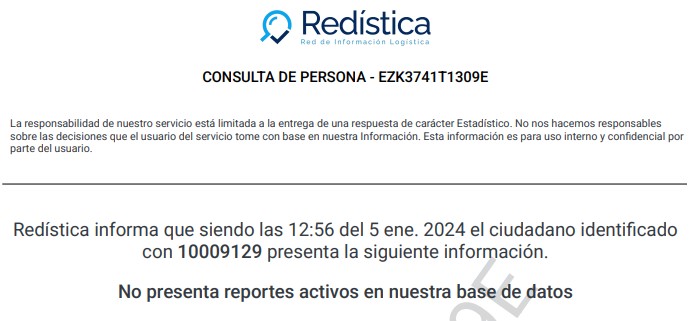 Redística
Red de Información Logística
CONSULTA DE PERSONA - EZK3741T1309E
La responsabilidad de nuestro servicio está limitada a la entrega de una respuesta de carácter Estadístico. No nos hacemos responsables
sobre las decisiones que el usuario del servicio tome con base en nuestra Información. Esta información es para uso interno y confidencial por
parte del usuario.
Redística informa que siendo las 12:56 del 5 ene. 2024 el ciudadano identificado
con 10009129 presenta la siguiente información.
No presenta reportes activos en nuestra base de datos
9E